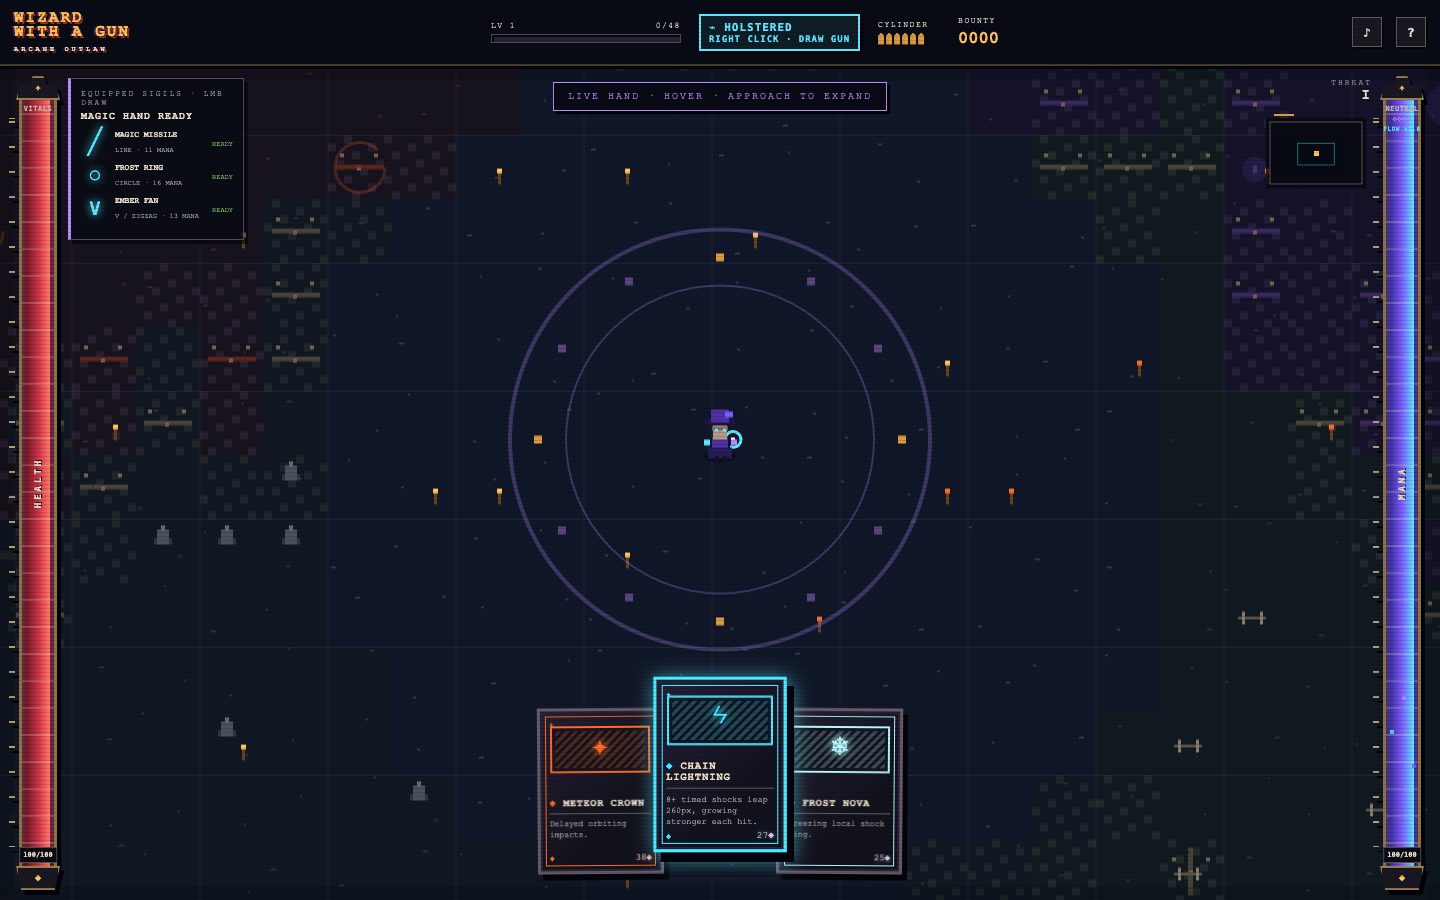 WIZARD
WITH A GUN
ARCANE OUTLAW
LV 1
0/48
⌁ HOLSTERED
RIGHT CLICK · DRAW GUN
CYLINDER
BOUNTY
0000
♪
?
EQUIPPED SIGILS · LMB
DRAW
MAGIC HAND READY
MAGIC MISSILE
LINE · 11 MANA
READY
FROST RING
CIRCLE · 16 MANA
READY
EMBER FAN
V / ZIGZAG · 13 MANA
READY
LIVE HAND · HOVER · APPROACH TO EXPAND
THREAT
I
VITALS
HEALTH
100/100
NEUTRAL
MANA
100/100
METEOR CROWN
Delayed orbiting
impacts.
38◆
CHAIN
LIGHTNING
8+ timed shocks leap
260px, growing
stronger each hit.
27◆
FROST NOVA
local shock
25◆